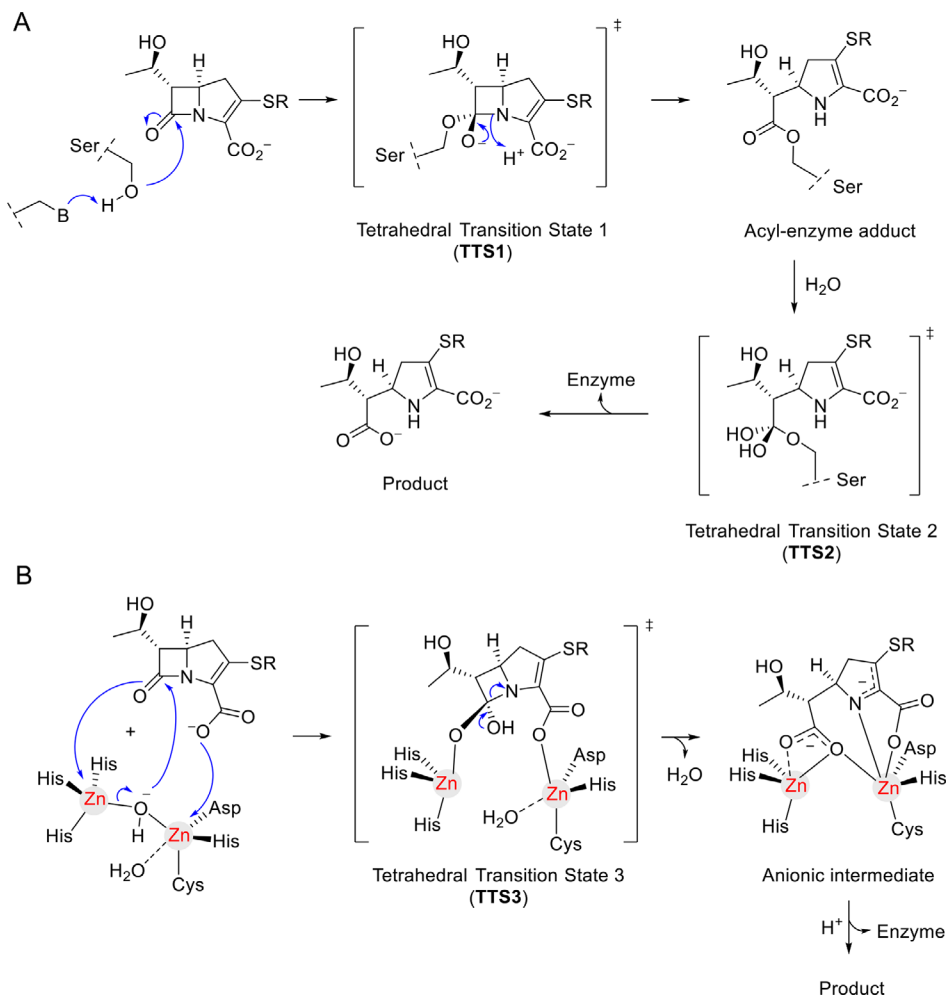 A
HO
H
SR
N
O
CO₂⁻
Ser
O
H
B
‡
HO
H
SR
N
O
O⁻
H⁺
CO₂⁻
Ser
Tetrahedral Transition State 1
(TTS1)
HO
H
SR
CO₂⁻
NH
O
O
Ser
Acyl-enzyme adduct
H₂O
‡
HO
H
SR
CO₂⁻
NH
HO
HO
O
Ser
Tetrahedral Transition State 2
(TTS2)
Enzyme
HO
H
SR
CO₂⁻
NH
O
O⁻
Product
B
HO
H
SR
N
O
O
⁻O
+
His
His
Zn
His
O⁻
H
Zn
Asp
His
H₂O
Cys
‡
HO
H
SR
N
O
OH
O
O
His
His
Zn
His
Asp
Zn
His
H₂O
Cys
Tetrahedral Transition State 3
(TTS3)
H₂O
HO
H
SR
−
N
O
O
O
−
O
His
His
Zn
His
Asp
Zn
His
Cys
Anionic intermediate
H⁺
Enzyme
Product